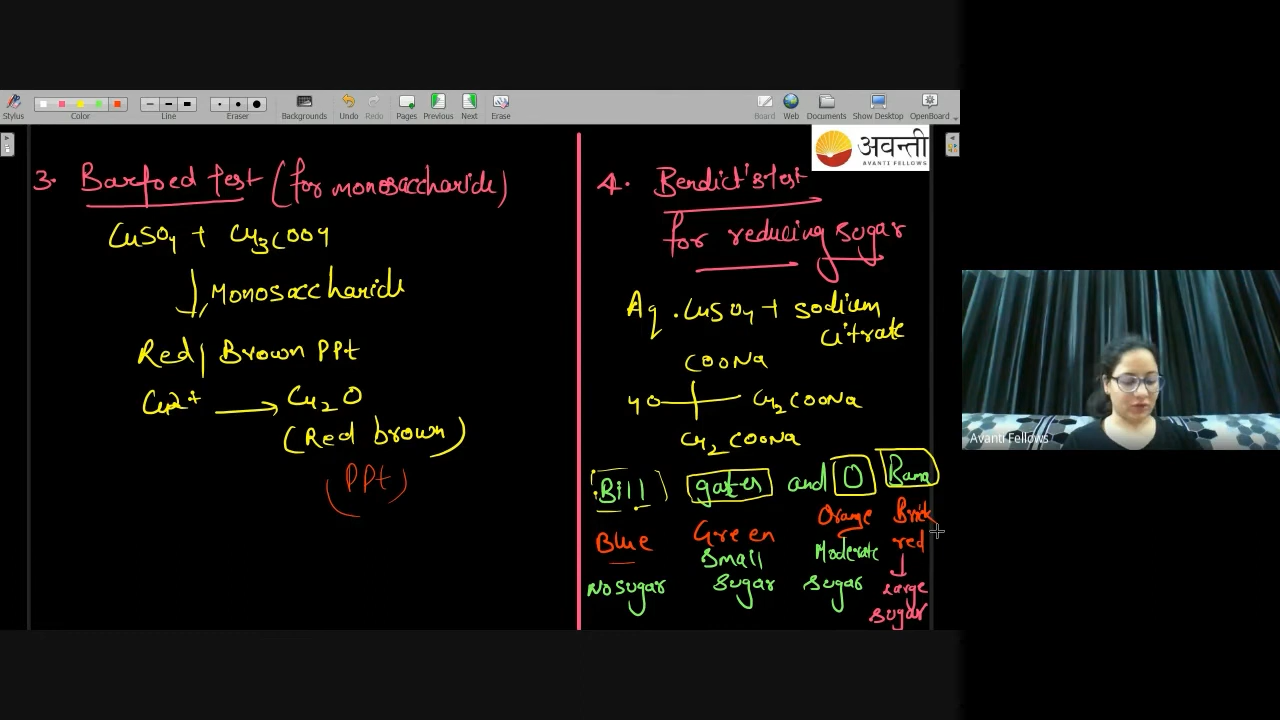 Stylus
Color
Line
Eraser
Backgrounds
Undo
Redo
Pages
Previous
Next
Erase
Board
Web
Documents
Show Desktop
OpenBoard
अवन्ती
AVANTI FELLOWS
3. Barfoed test (for monosaccharide)
CuSO4 + CH3COOH
Monosaccharide
Red | Brown PPt
Cu2+ → Cu2O
(Red brown)
(PPt)
4. Bendict's test
for reducing sugar
Aq. CuSO4 + sodium
citrate
COONa
HO CH2COONa
CH2COONa
Bill gates and O Bama
Blue Green Orange Brick
red
No sugar Small Moderate
sugar sugar Large
sugar
Avanti Fellows